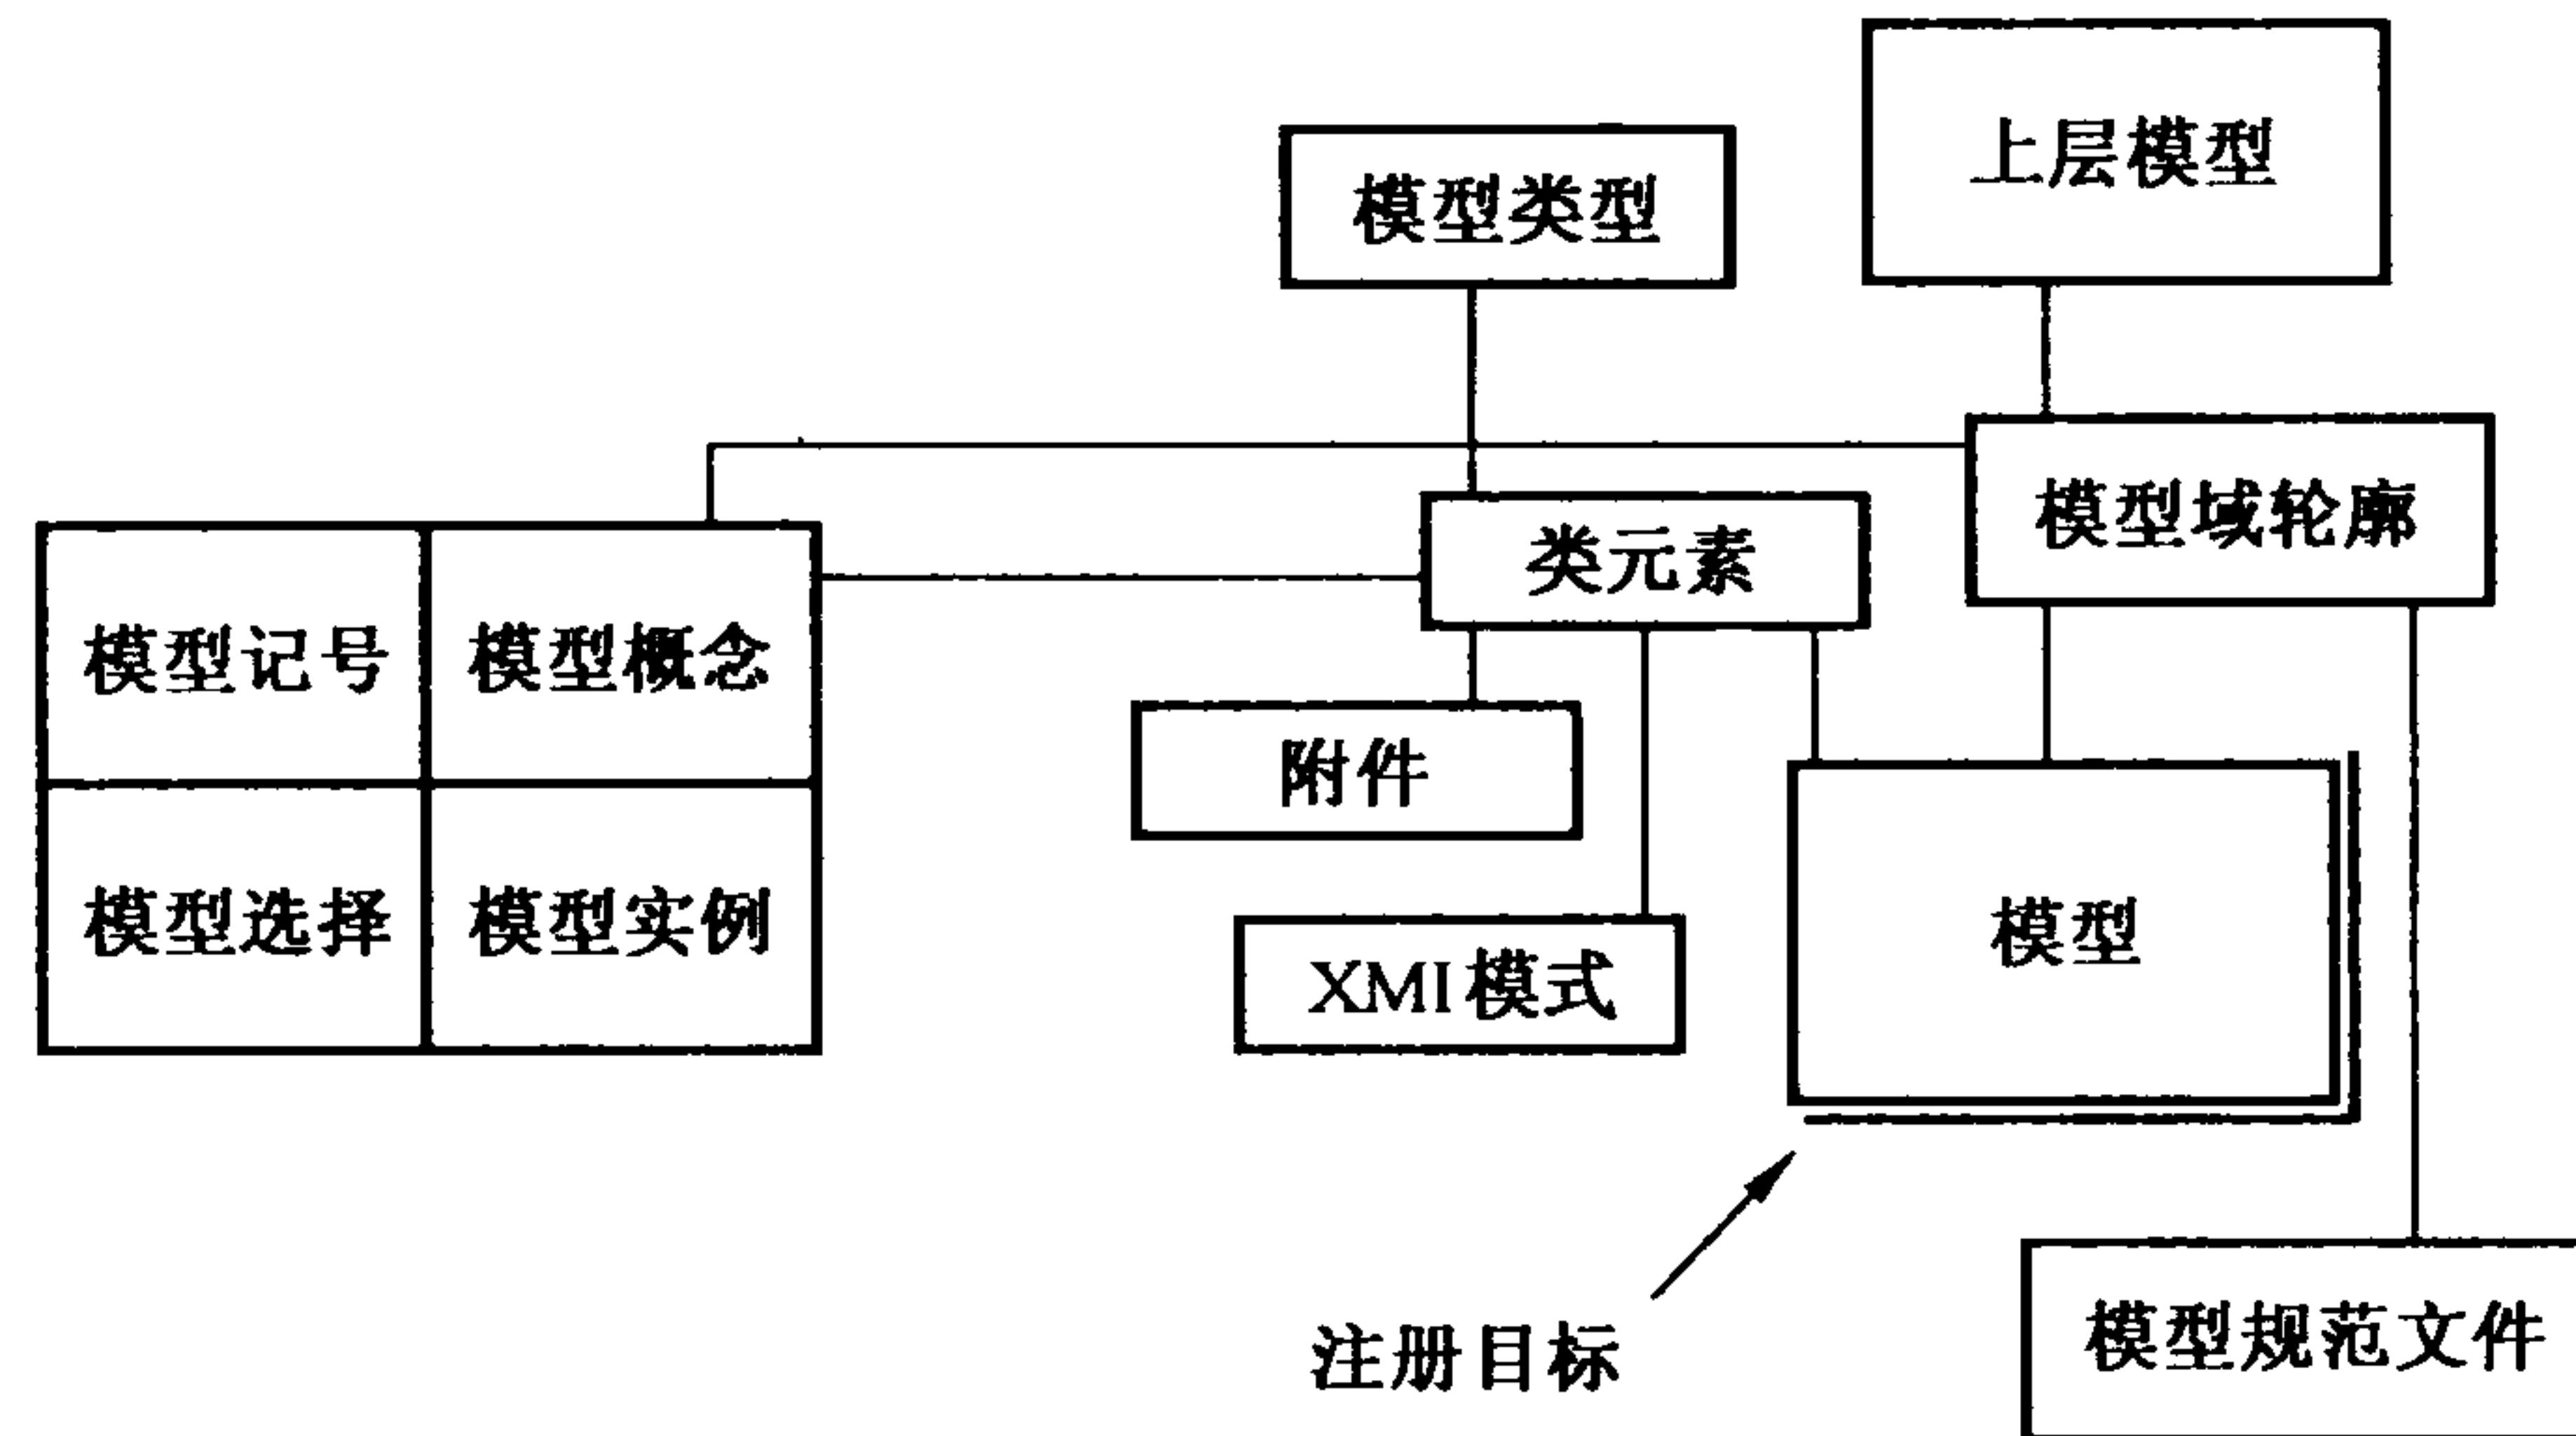 上层模型
模型类型
模型域轮廓
类元素
模型记号
模型概念
附件
模型选择
模型实例
模型
XMI模式
注册目标
模型规范文件